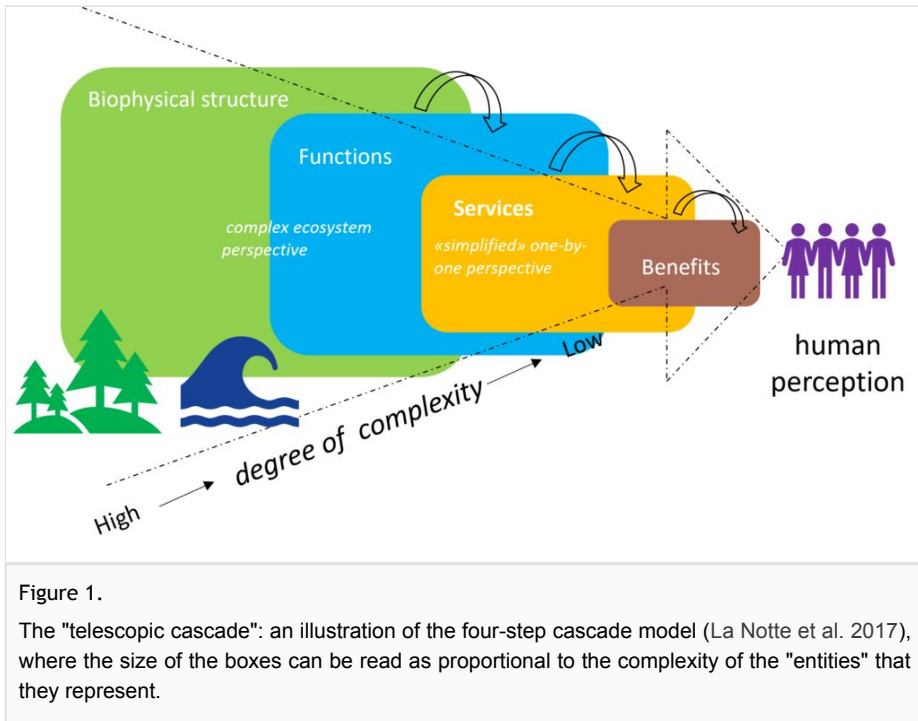 Biophysical structure
Functions
complex ecosystem
perspective
Services
«simplified» one-by-
one perspective
Benefits
human
perception
High
degree of complexity
Low
Figure 1.
The "telescopic cascade": an illustration of the four-step cascade model (La Notte et al. 2017),
where the size of the boxes can be read as proportional to the complexity of the "entities" that
they represent.